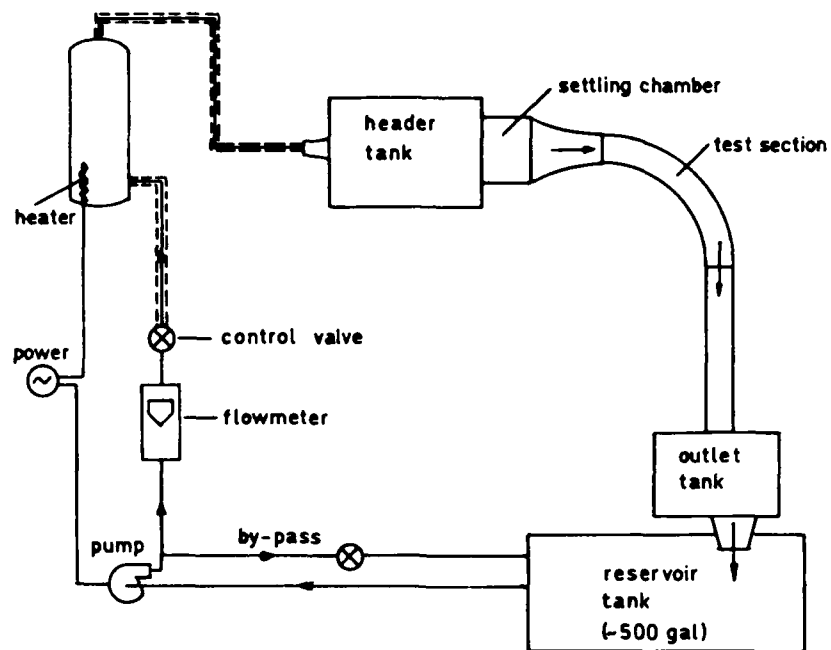 settling chamber
header
tank
test section
heater
control valve
power
flowmeter
outlet
tank
pump
by-pass
reservoir
tank
(~500 gal)